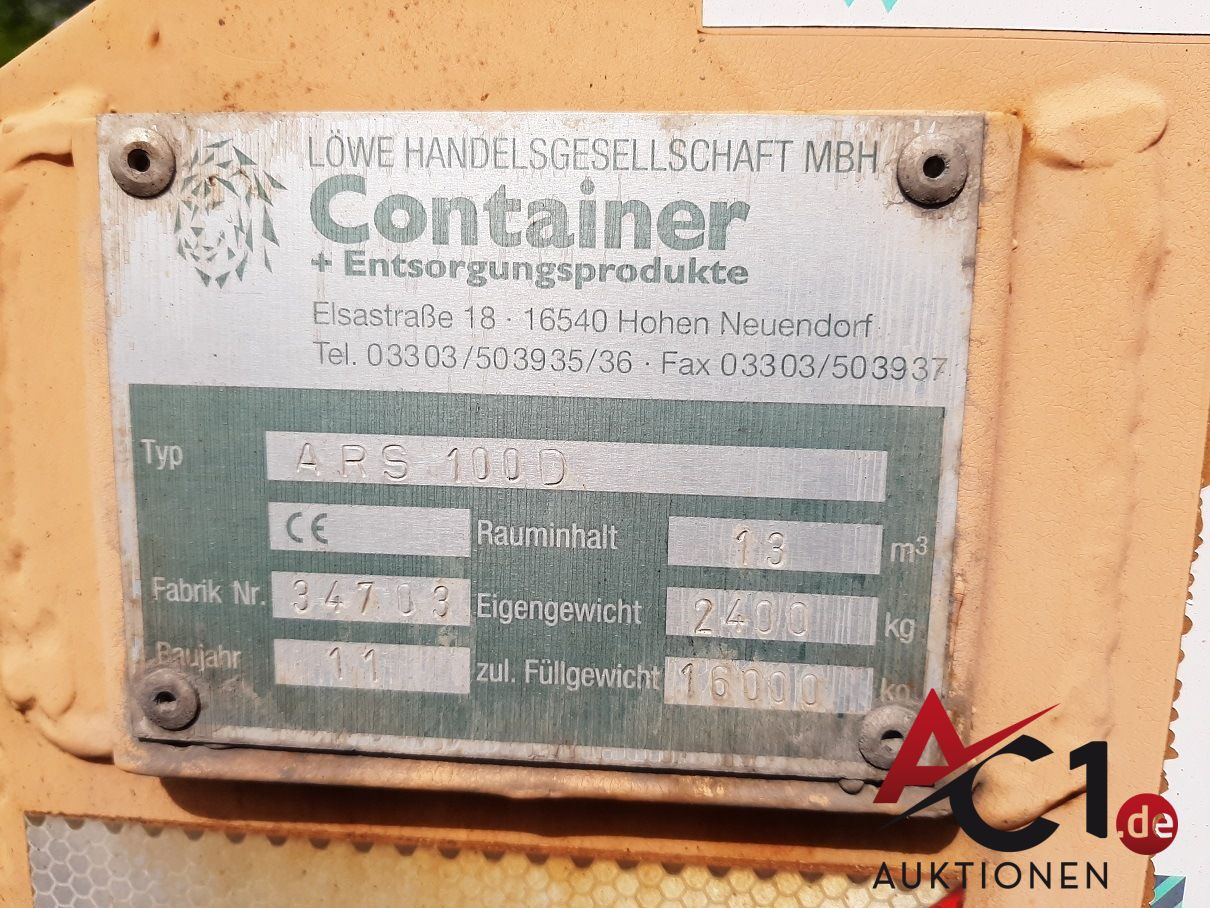 LÖWE HANDELSGESELLSCHAFT MBH
Container
+ Entsorgungsprodukte
Elsastraße 18 · 16540 Hohen Neuendorf
Tel. 03303/503935/36 · Fax 03303/503937
Typ ARS 100D
CE Rauminhalt 13 m³
Fabrik Nr. 34703 Eigengewicht 2400 kg
Baujahr 11 zul. Füllgewicht 16000 kg
AC1.de
AUKTIONEN